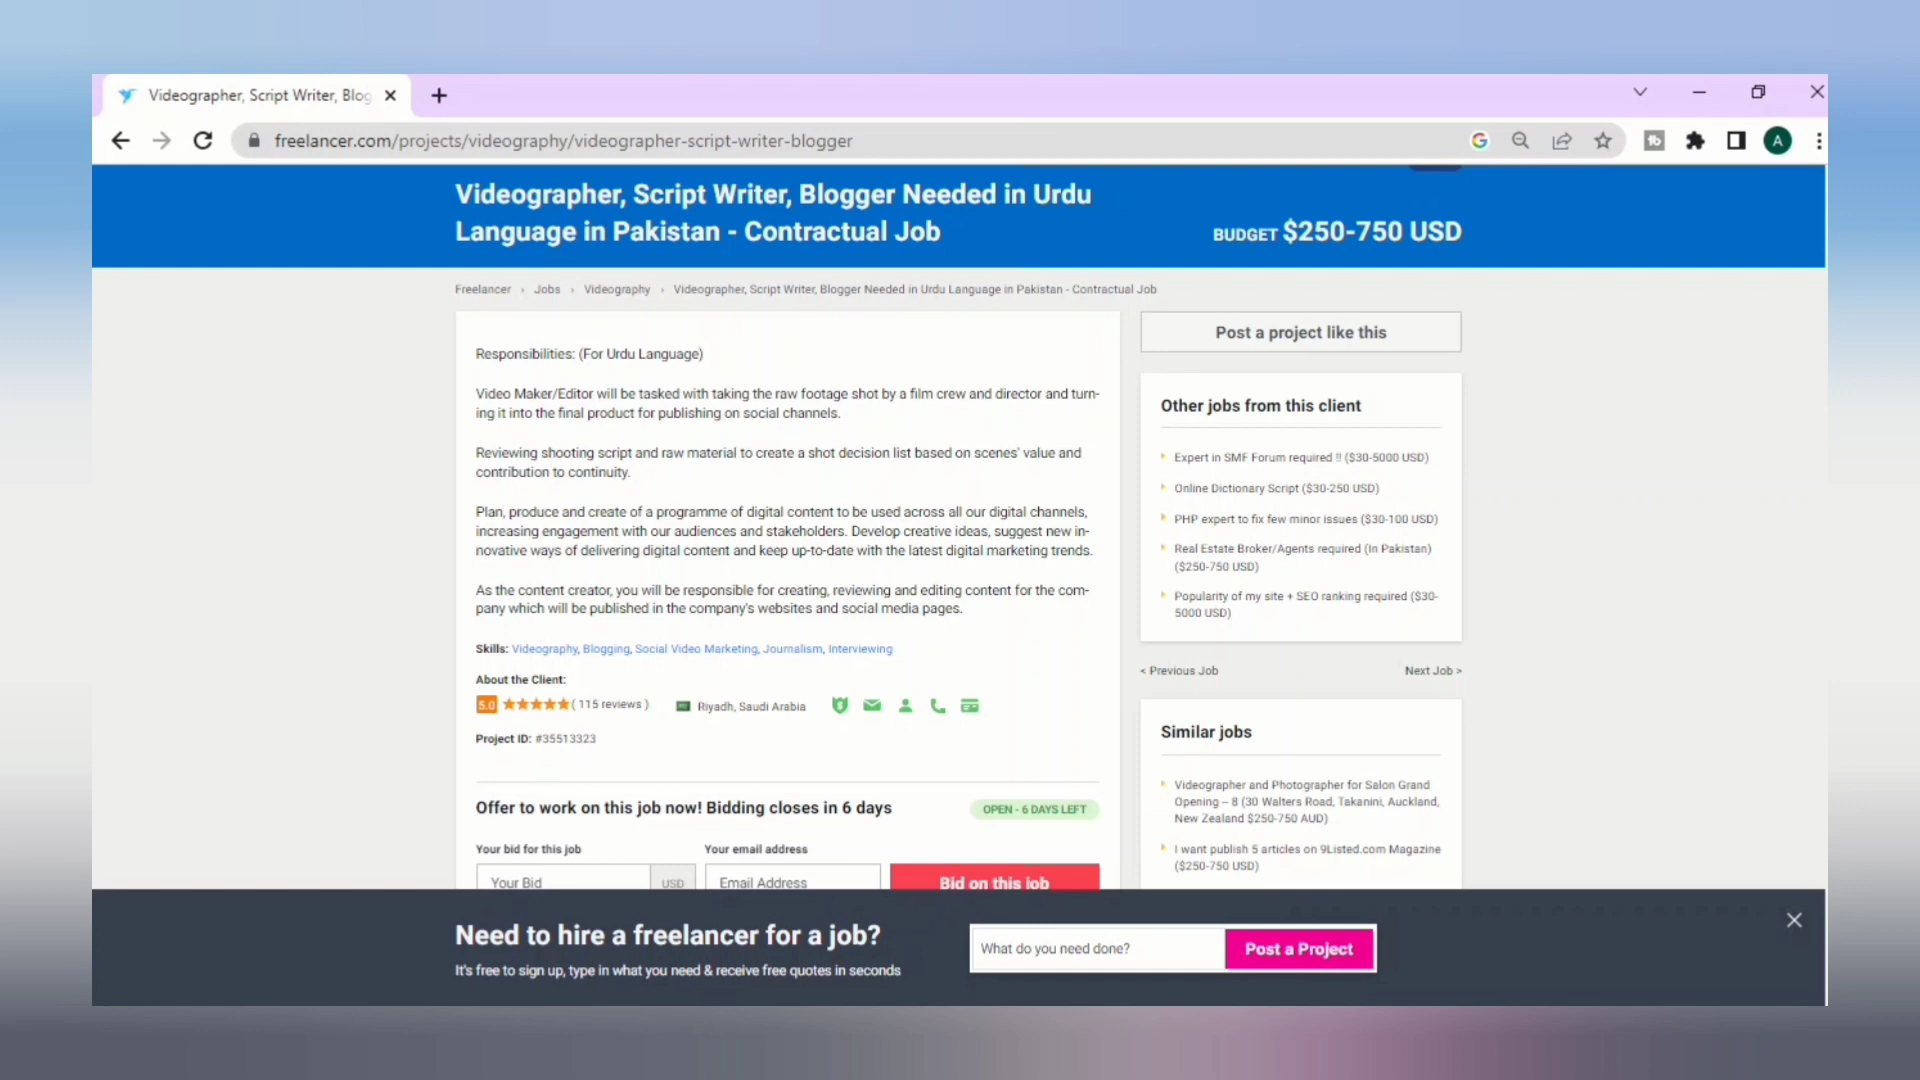 Videographer, Script Writer, Blog
freelancer.com/projects/videography/videographer-script-writer-blogger
A
Videographer, Script Writer, Blogger Needed in Urdu
Language in Pakistan - Contractual Job
BUDGET $250-750 USD
Freelancer › Jobs › Videography › Videographer, Script Writer, Blogger Needed in Urdu Language in Pakistan - Contractual Job
Responsibilities: (For Urdu Language)
Video Maker/Editor will be tasked with taking the raw footage shot by a film crew and director and turn-
ing it into the final product for publishing on social channels.
Reviewing shooting script and raw material to create a shot decision list based on scenes' value and
contribution to continuity.
Plan, produce and create of a programme of digital content to be used across all our digital channels,
increasing engagement with our audiences and stakeholders. Develop creative ideas, suggest new in-
novative ways of delivering digital content and keep up-to-date with the latest digital marketing trends.
As the content creator, you will be responsible for creating, reviewing and editing content for the com-
pany which will be published in the company's websites and social media pages.
Skills: Videography, Blogging, Social Video Marketing, Journalism, Interviewing
About the Client:
5.0 ( 115 reviews ) Riyadh, Saudi Arabia
Project ID: #35513323
Offer to work on this job now! Bidding closes in 6 days
OPEN - 6 DAYS LEFT
Your bid for this job
Your email address
Your Bid
USD
Email Address
Bid on this job
Post a project like this
Other jobs from this client
Expert in SMF Forum required !! ($30-5000 USD)
Online Dictionary Script ($30-250 USD)
PHP expert to fix few minor issues ($30-100 USD)
Real Estate Broker/Agents required (In Pakistan)
($250-750 USD)
Popularity of my site + SEO ranking required ($30-
5000 USD)
< Previous Job
Next Job >
Similar jobs
Videographer and Photographer for Salon Grand
Opening – 8 (30 Walters Road, Takanini, Auckland,
New Zealand $250-750 AUD)
I want publish 5 articles on 9Listed.com Magazine
($250-750 USD)
Need to hire a freelancer for a job?
It's free to sign up, type in what you need & receive free quotes in seconds
What do you need done?
Post a Project